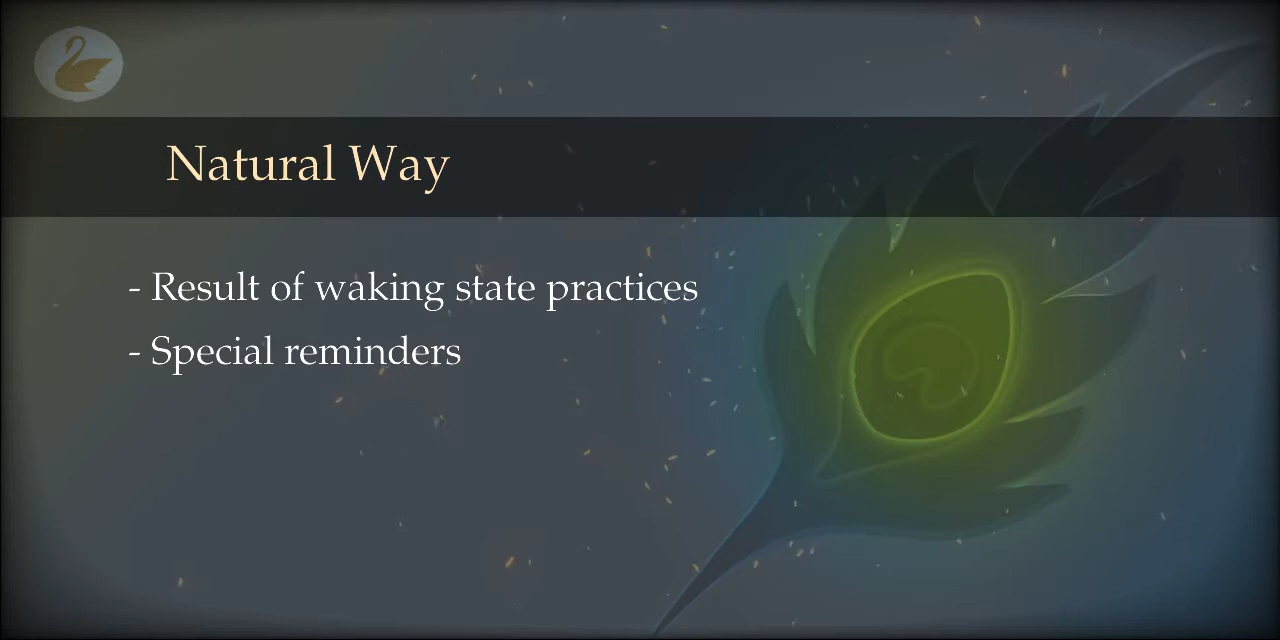 Natural Way
- Result of waking state practices
- Special reminders